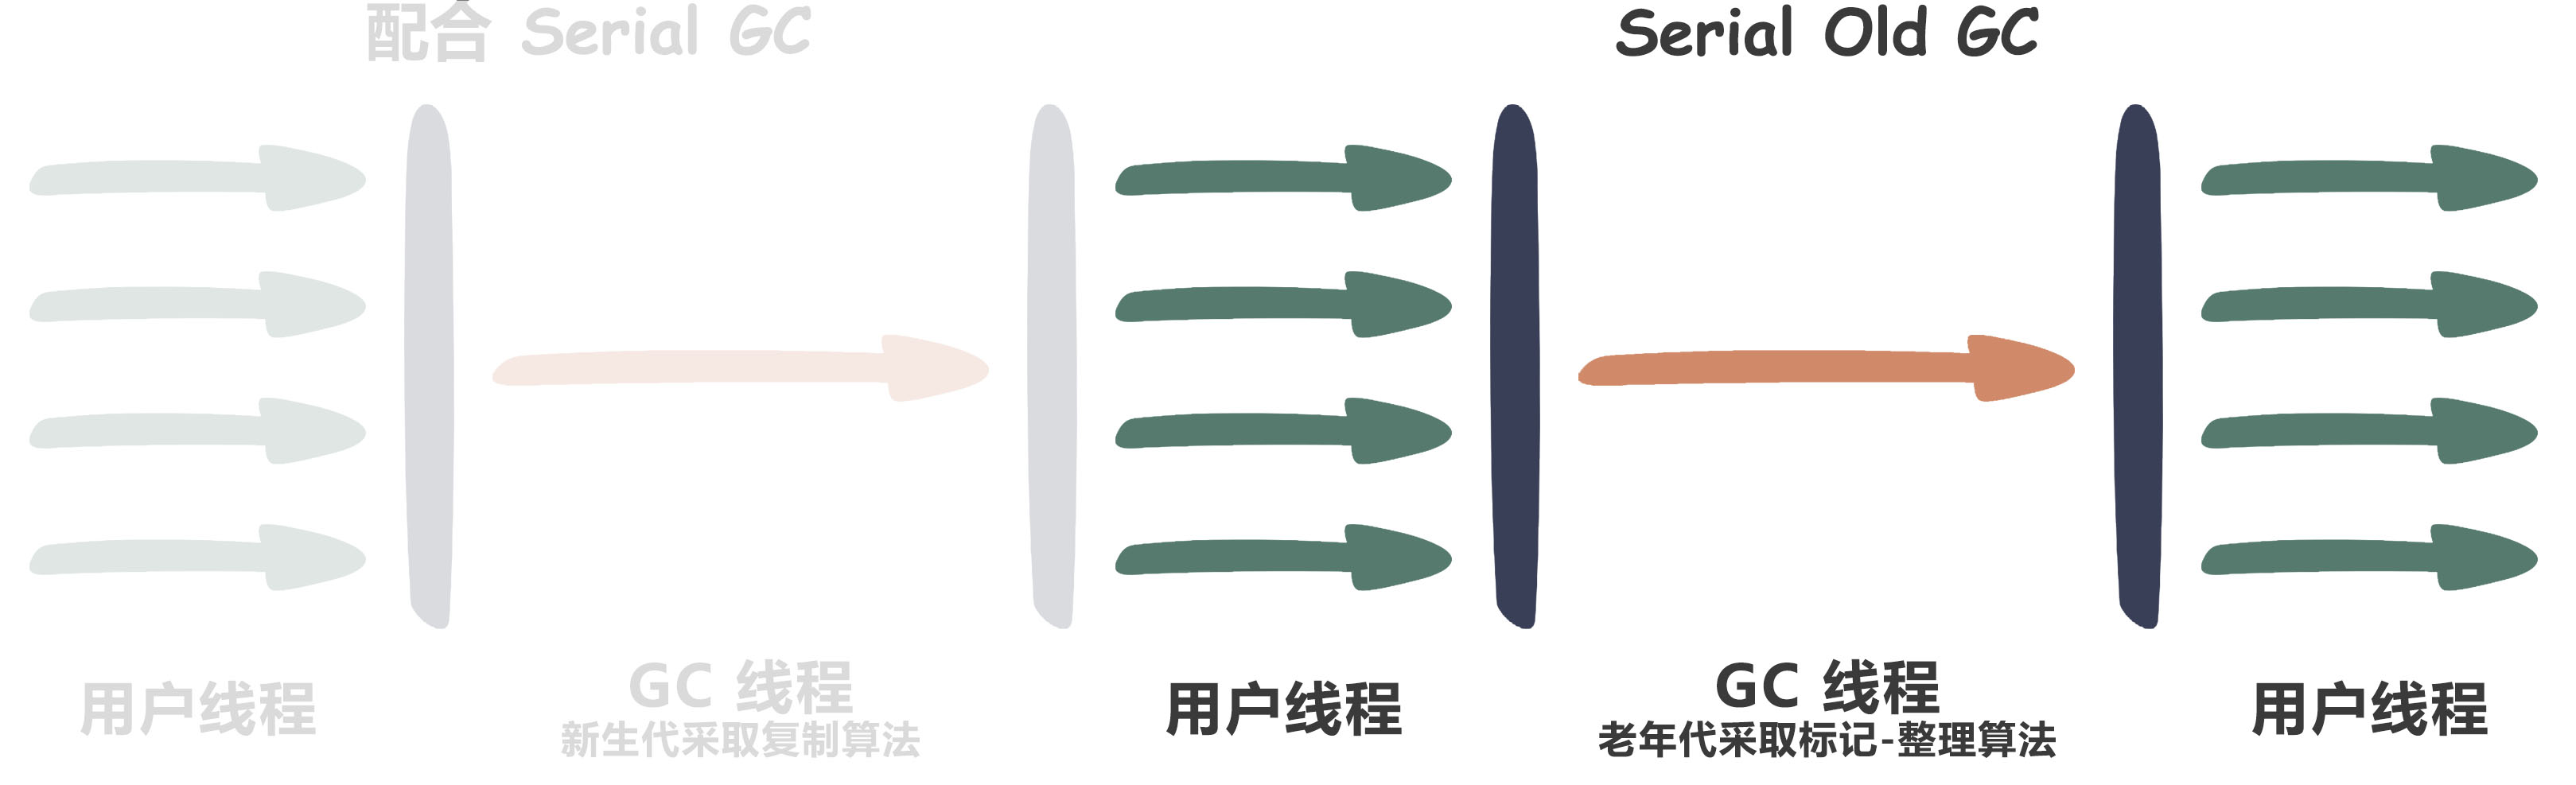 配合 Serial GC
Serial Old GC
用户线程
GC 线程
新生代采取复制算法
用户线程
GC 线程
老年代采取标记-整理算法
用户线程